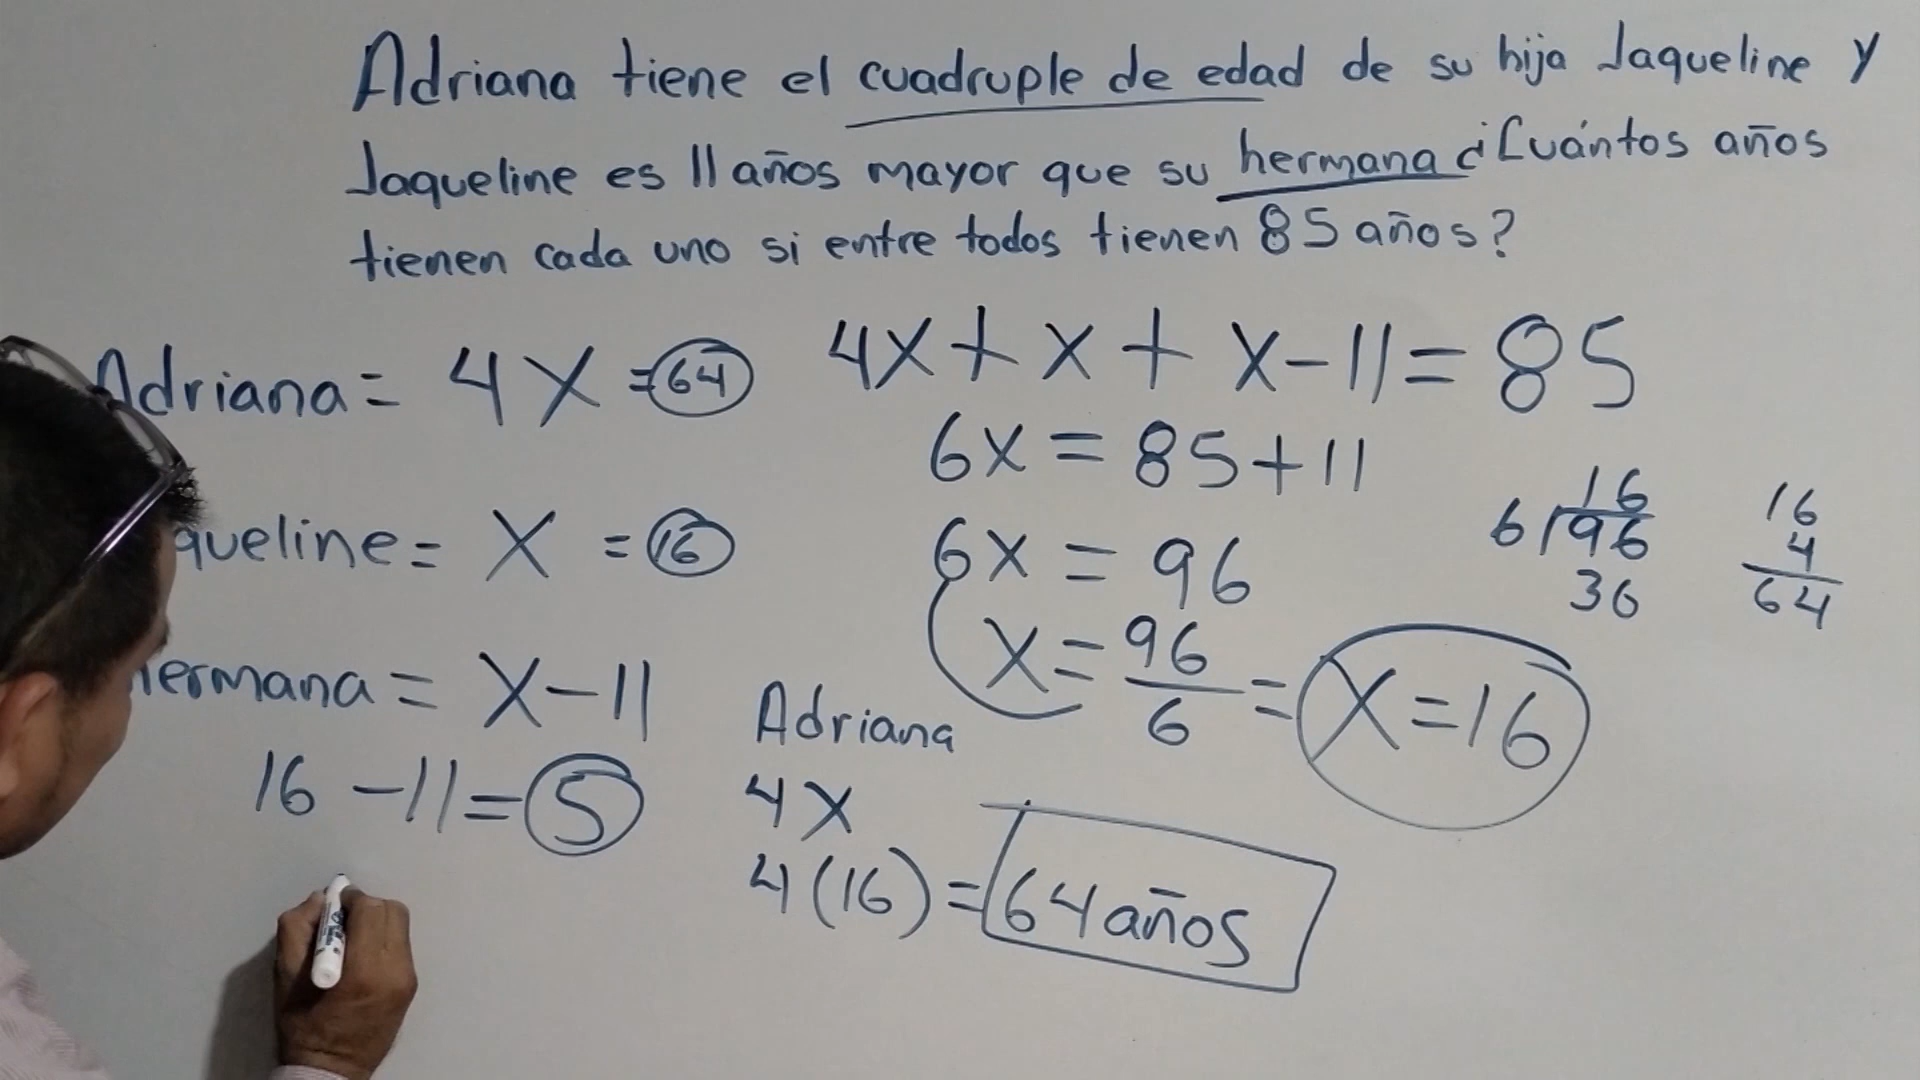 Adriana tiene el cuadruple de edad de su hija Jaqueline y
Jaqueline es 11 años mayor que su hermana ¿Cuántos años
tienen cada uno si entre todos tienen 85 años?
Adriana = 4x = 64
queline = x = 16
hermana = x-11
16 -11 = 5
4x + x + x-11 = 85
6x = 85+11
6x = 96
x = 96/6 = x = 16
Adriana
4x
4(16) = 64 años
16
6 96
36
16
4
64